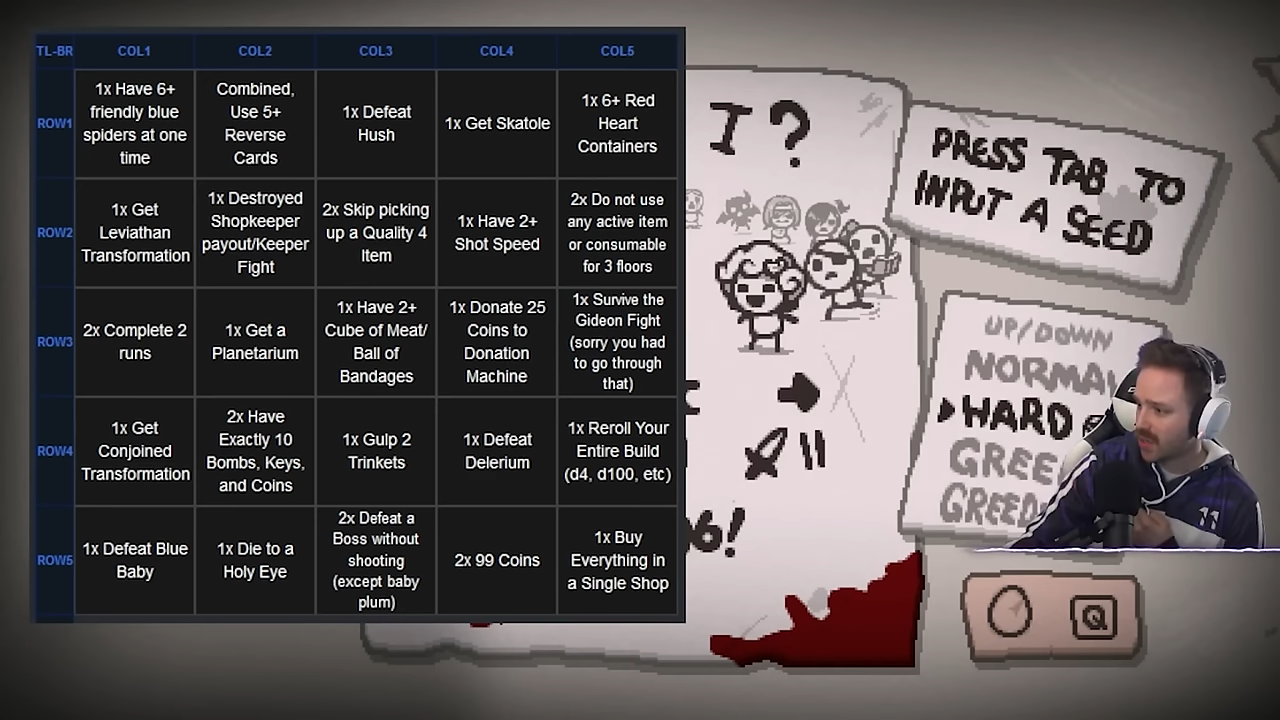 TL-BR COL1 COL2 COL3 COL4 COL5
ROW1
1x Have 6+
friendly blue
spiders at one
time
Combined,
Use 5+
Reverse
Cards
1x Defeat
Hush
1x Get Skatole
1x 6+ Red
Heart
Containers
ROW2
1x Get
Leviathan
Transformation
1x Destroyed
Shopkeeper
payout/Keeper
Fight
2x Skip picking
up a Quality 4
Item
1x Have 2+
Shot Speed
2x Do not use
any active item
or consumable
for 3 floors
ROW3
2x Complete 2
runs
1x Get a
Planetarium
1x Have 2+
Cube of Meat/
Ball of
Bandages
1x Donate 25
Coins to
Donation
Machine
1x Survive the
Gideon Fight
(sorry you had
to go through
that)
ROW4
1x Get
Conjoined
Transformation
2x Have
Exactly 10
Bombs, Keys,
and Coins
1x Gulp 2
Trinkets
1x Defeat
Delerium
1x Reroll Your
Entire Build
(d4, d100, etc)
ROW5
1x Defeat Blue
Baby
1x Die to a
Holy Eye
2x Defeat a
Boss without
shooting
(except baby
plum)
2x 99 Coins
1x Buy
Everything in
a Single Shop
I?
PRESS TAB TO
INPUT A SEED
UP/DOWN
NORMA
HARD
GREE
GREED
6!
Q
11